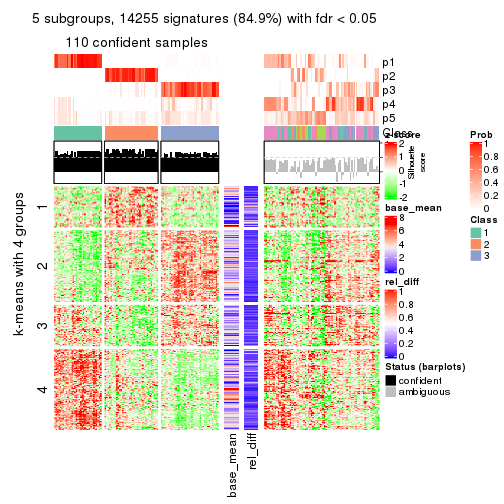 5 subgroups, 14255 signatures (84.9%) with fdr < 0.05
110 confident samples
p1
p2
p3
p4
p5
Class
k-means with 4 groups
1
2
3
4
base_mean
rel_diff
Silhouette
score
z-score
2
1
0
-1
-2
base_mean
8
6
4
2
0
rel_diff
1
0.8
0.6
0.4
0.2
0
Status (barplots)
confident
ambiguous
Prob
1
0.8
0.6
0.4
0.2
0
Class
1
2
3